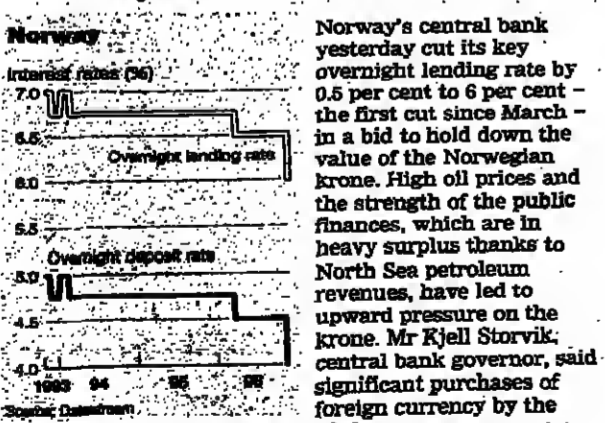 Norway
Interest rates (%)
7.0
6.5
Overnight lending rate
6.0
5.5
Overnight deposit rate
5.0
4.5
4.0
1993 94 95 96
Source: Datastream
Norway's central bank
yesterday cut its key
overnight lending rate by
0.5 per cent to 6 per cent –
the first cut since March –
in a bid to hold down the
value of the Norwegian
krone. High oil prices and
the strength of the public
finances, which are in
heavy surplus thanks to
North Sea petroleum
revenues, have led to
upward pressure on the
krone. Mr Kjell Storvik,
central bank governor, said
significant purchases of
foreign currency by the